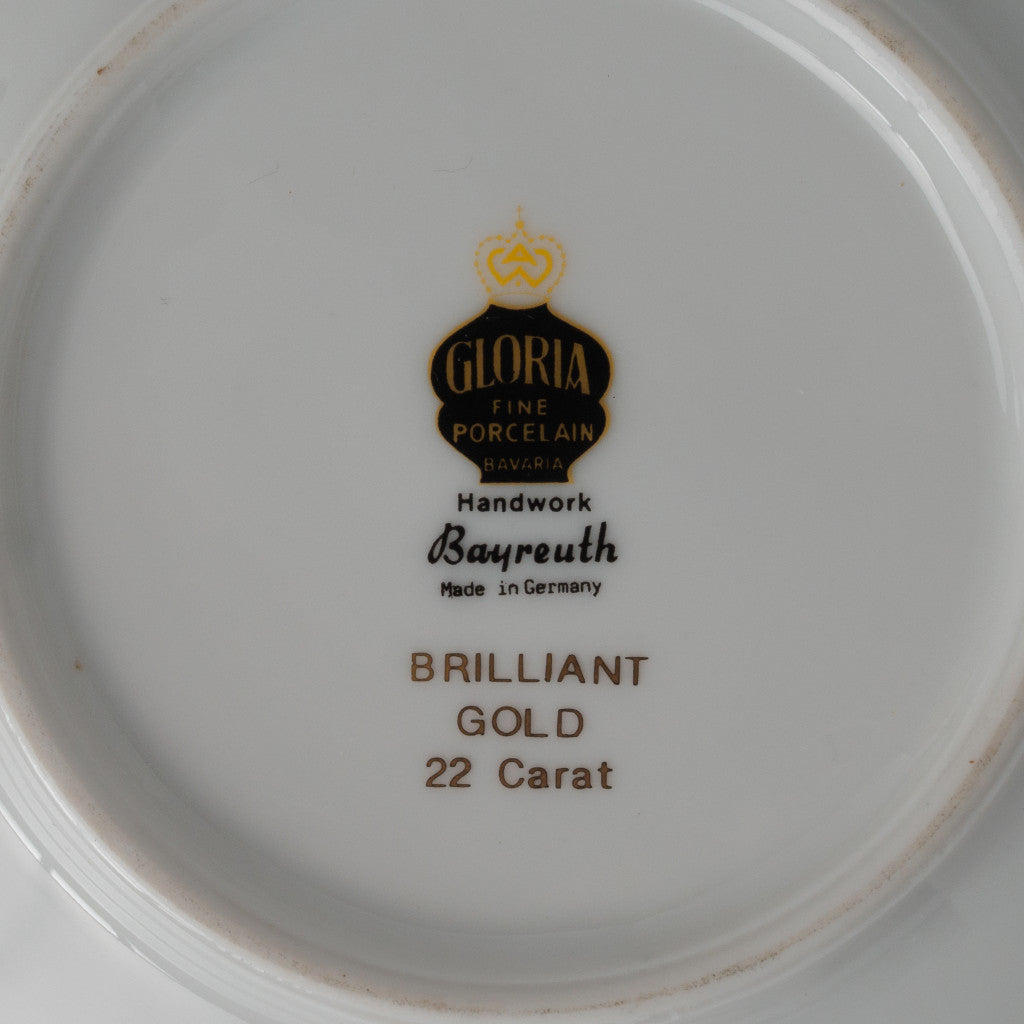 GLORIA
FINE
PORCELAIN
BAVARIA
Handwork
Bayreuth
Made in Germany
BRILLIANT
GOLD
22 Carat